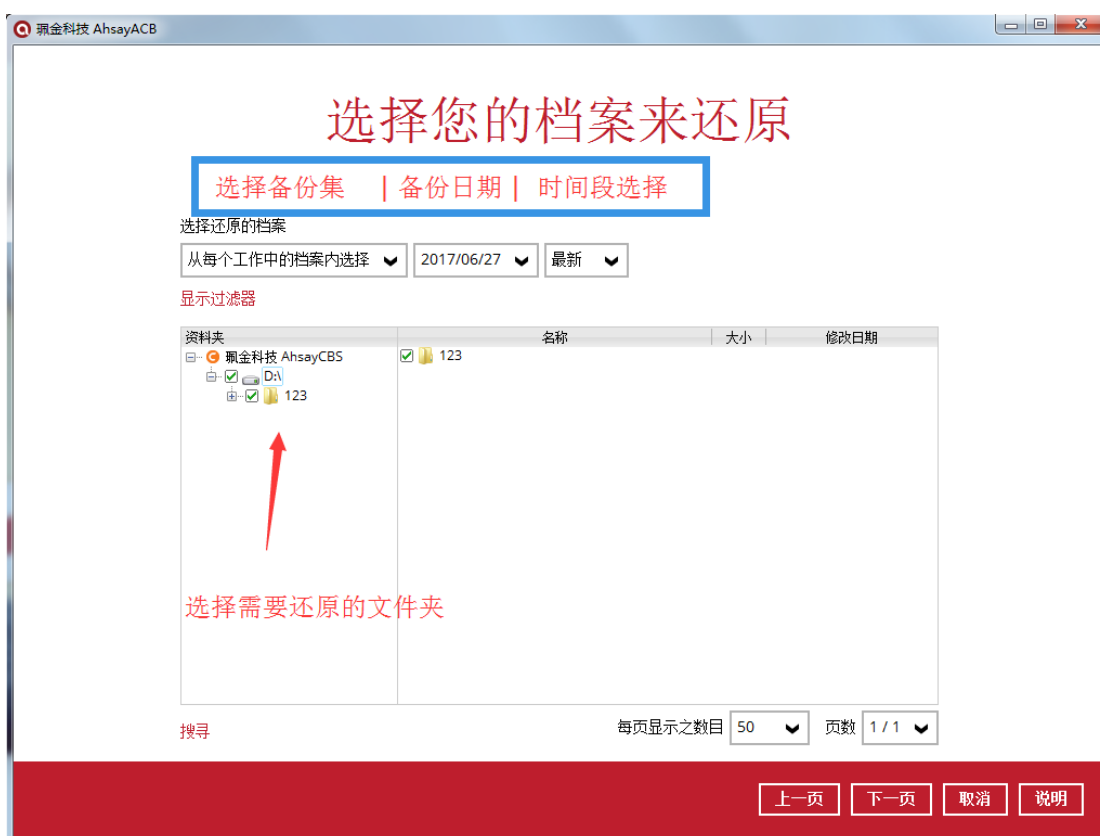 珮金科技 AhsayACB
选择您的档案来还原
选择备份集 | 备份日期 | 时间段选择
选择还原的档案
从每个工作中的档案内选择 2017/06/27 最新
显示过滤器
资料夹 名称 大小 修改日期
珮金科技 AhsayCBS
123
D:\
123
选择需要还原的文件夹
搜寻 每页显示之数目 50 页数 1 / 1
上一页 下一页 取消 说明